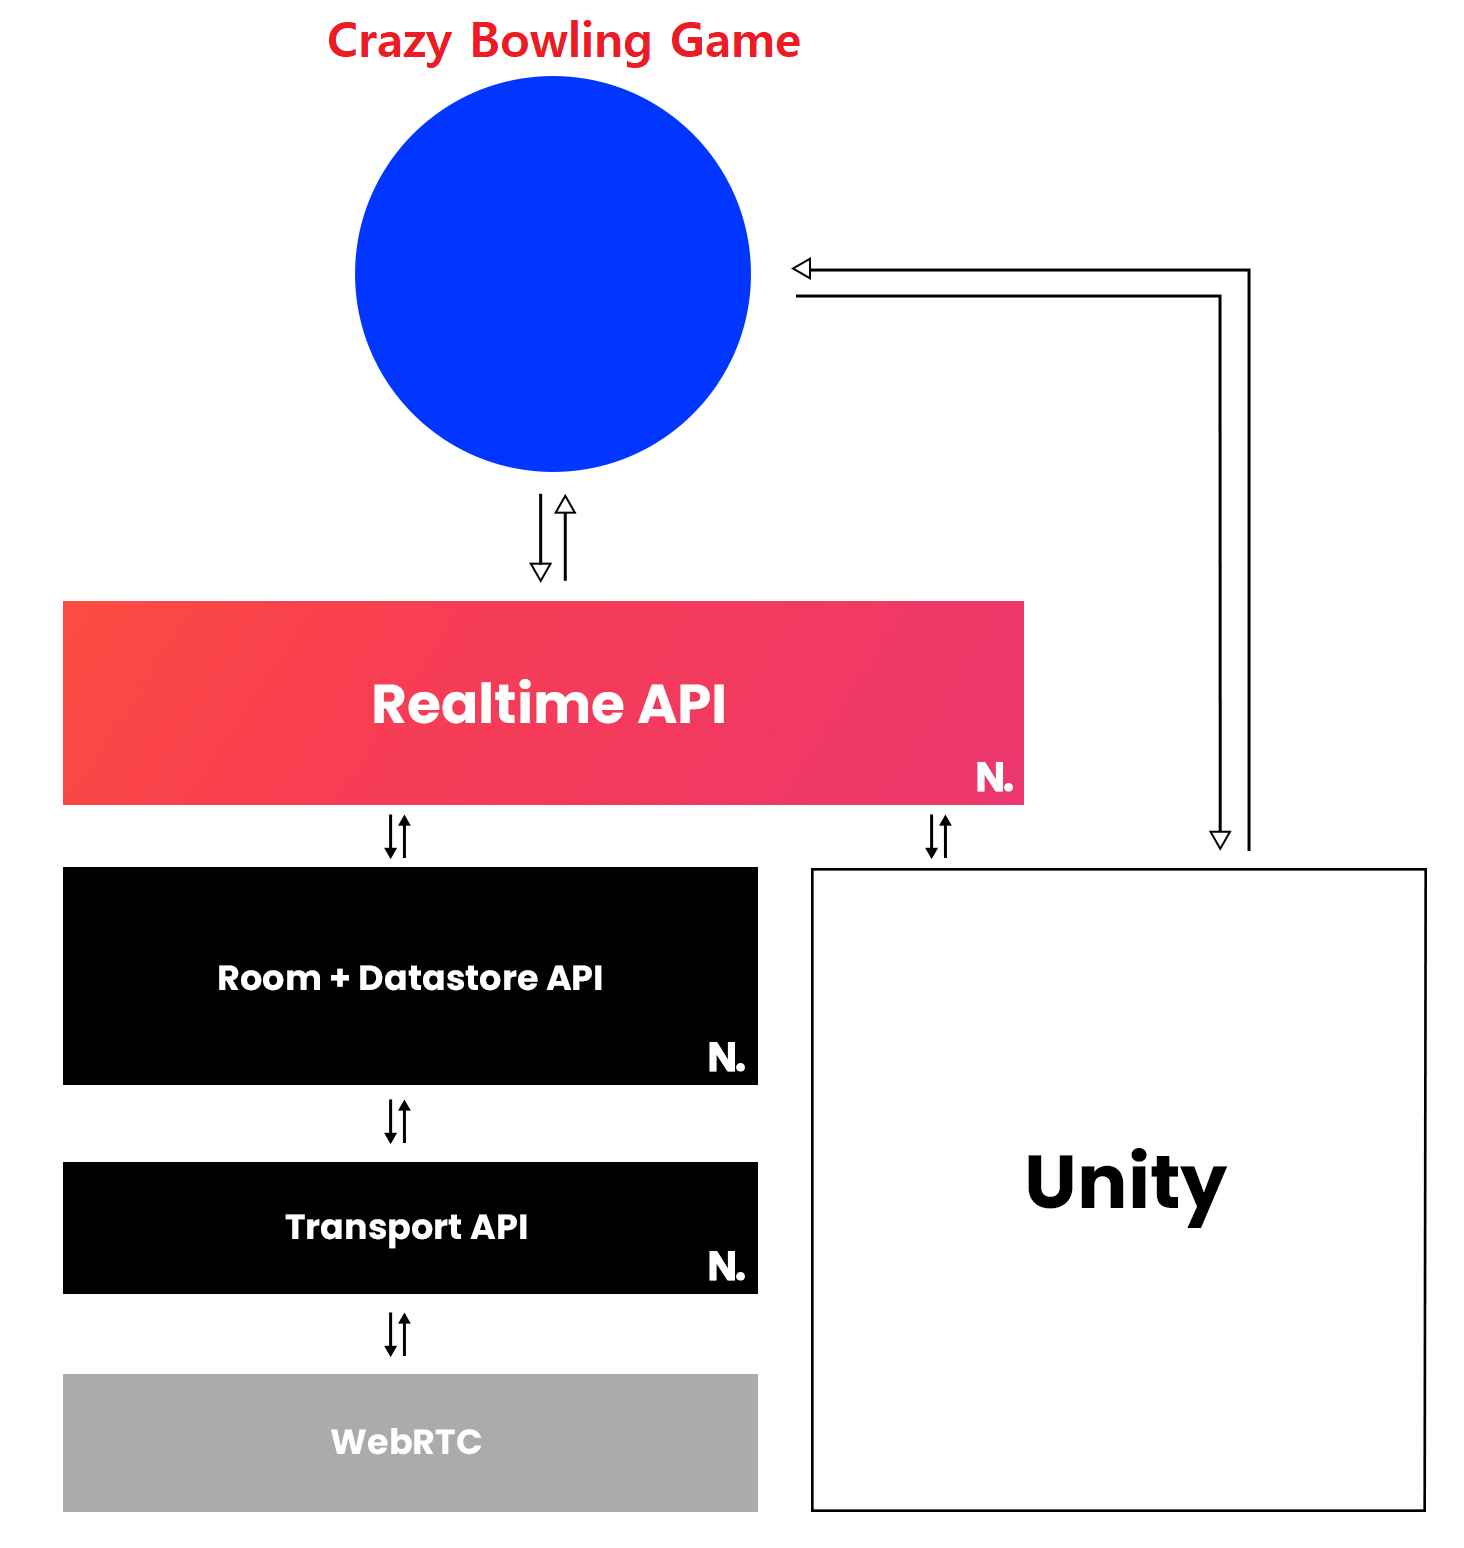 Crazy Bowling Game
Realtime API
N.
Room + Datastore API
N.
Transport API
N.
WebRTC
Unity